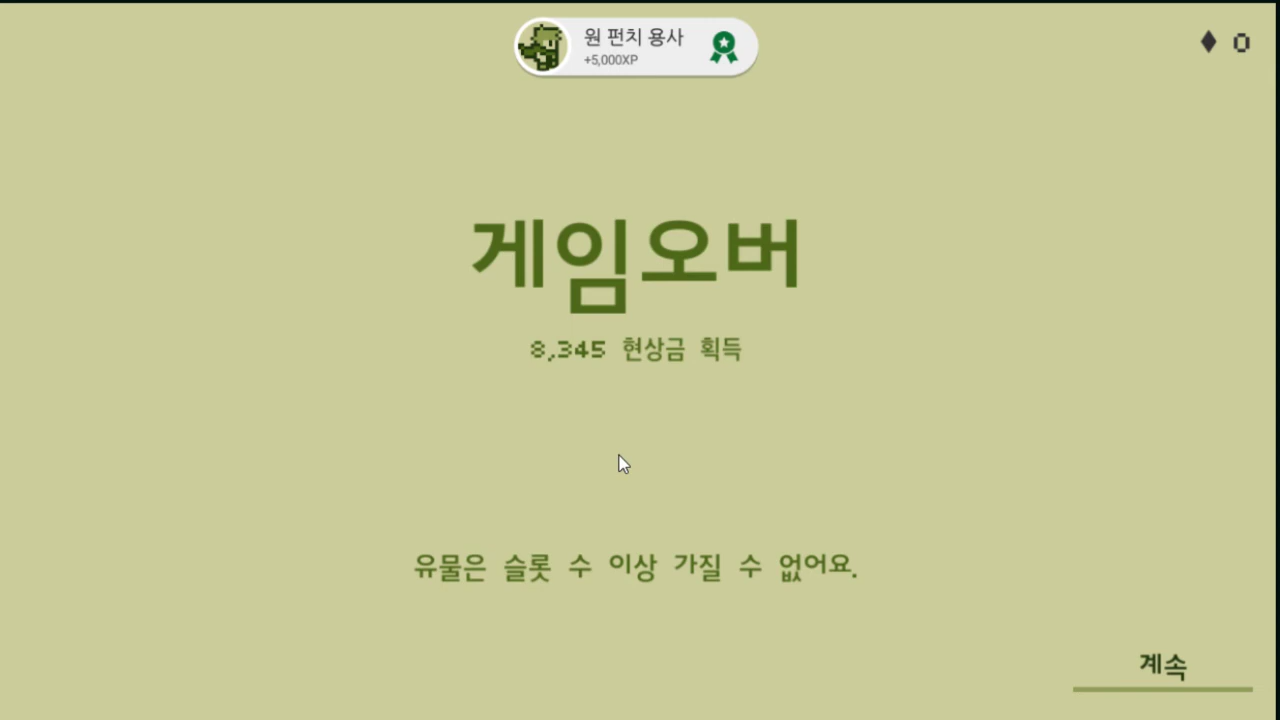 원 펀치 용사
+5,000XP
0
게임오버
8,345 현상금 획득
유물은 슬롯 수 이상 가질 수 없어요.
계속